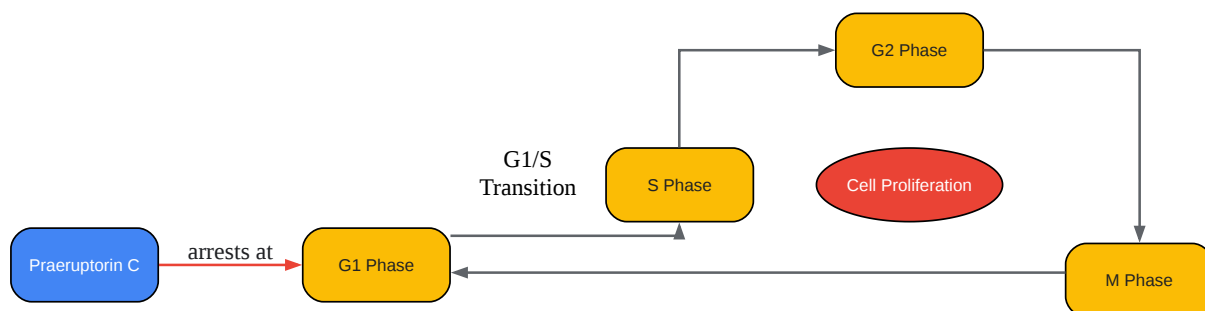 G2 Phase
G1/S
Transition
S Phase
Cell Proliferation
Praeruptorin C
arrests at
G1 Phase
M Phase